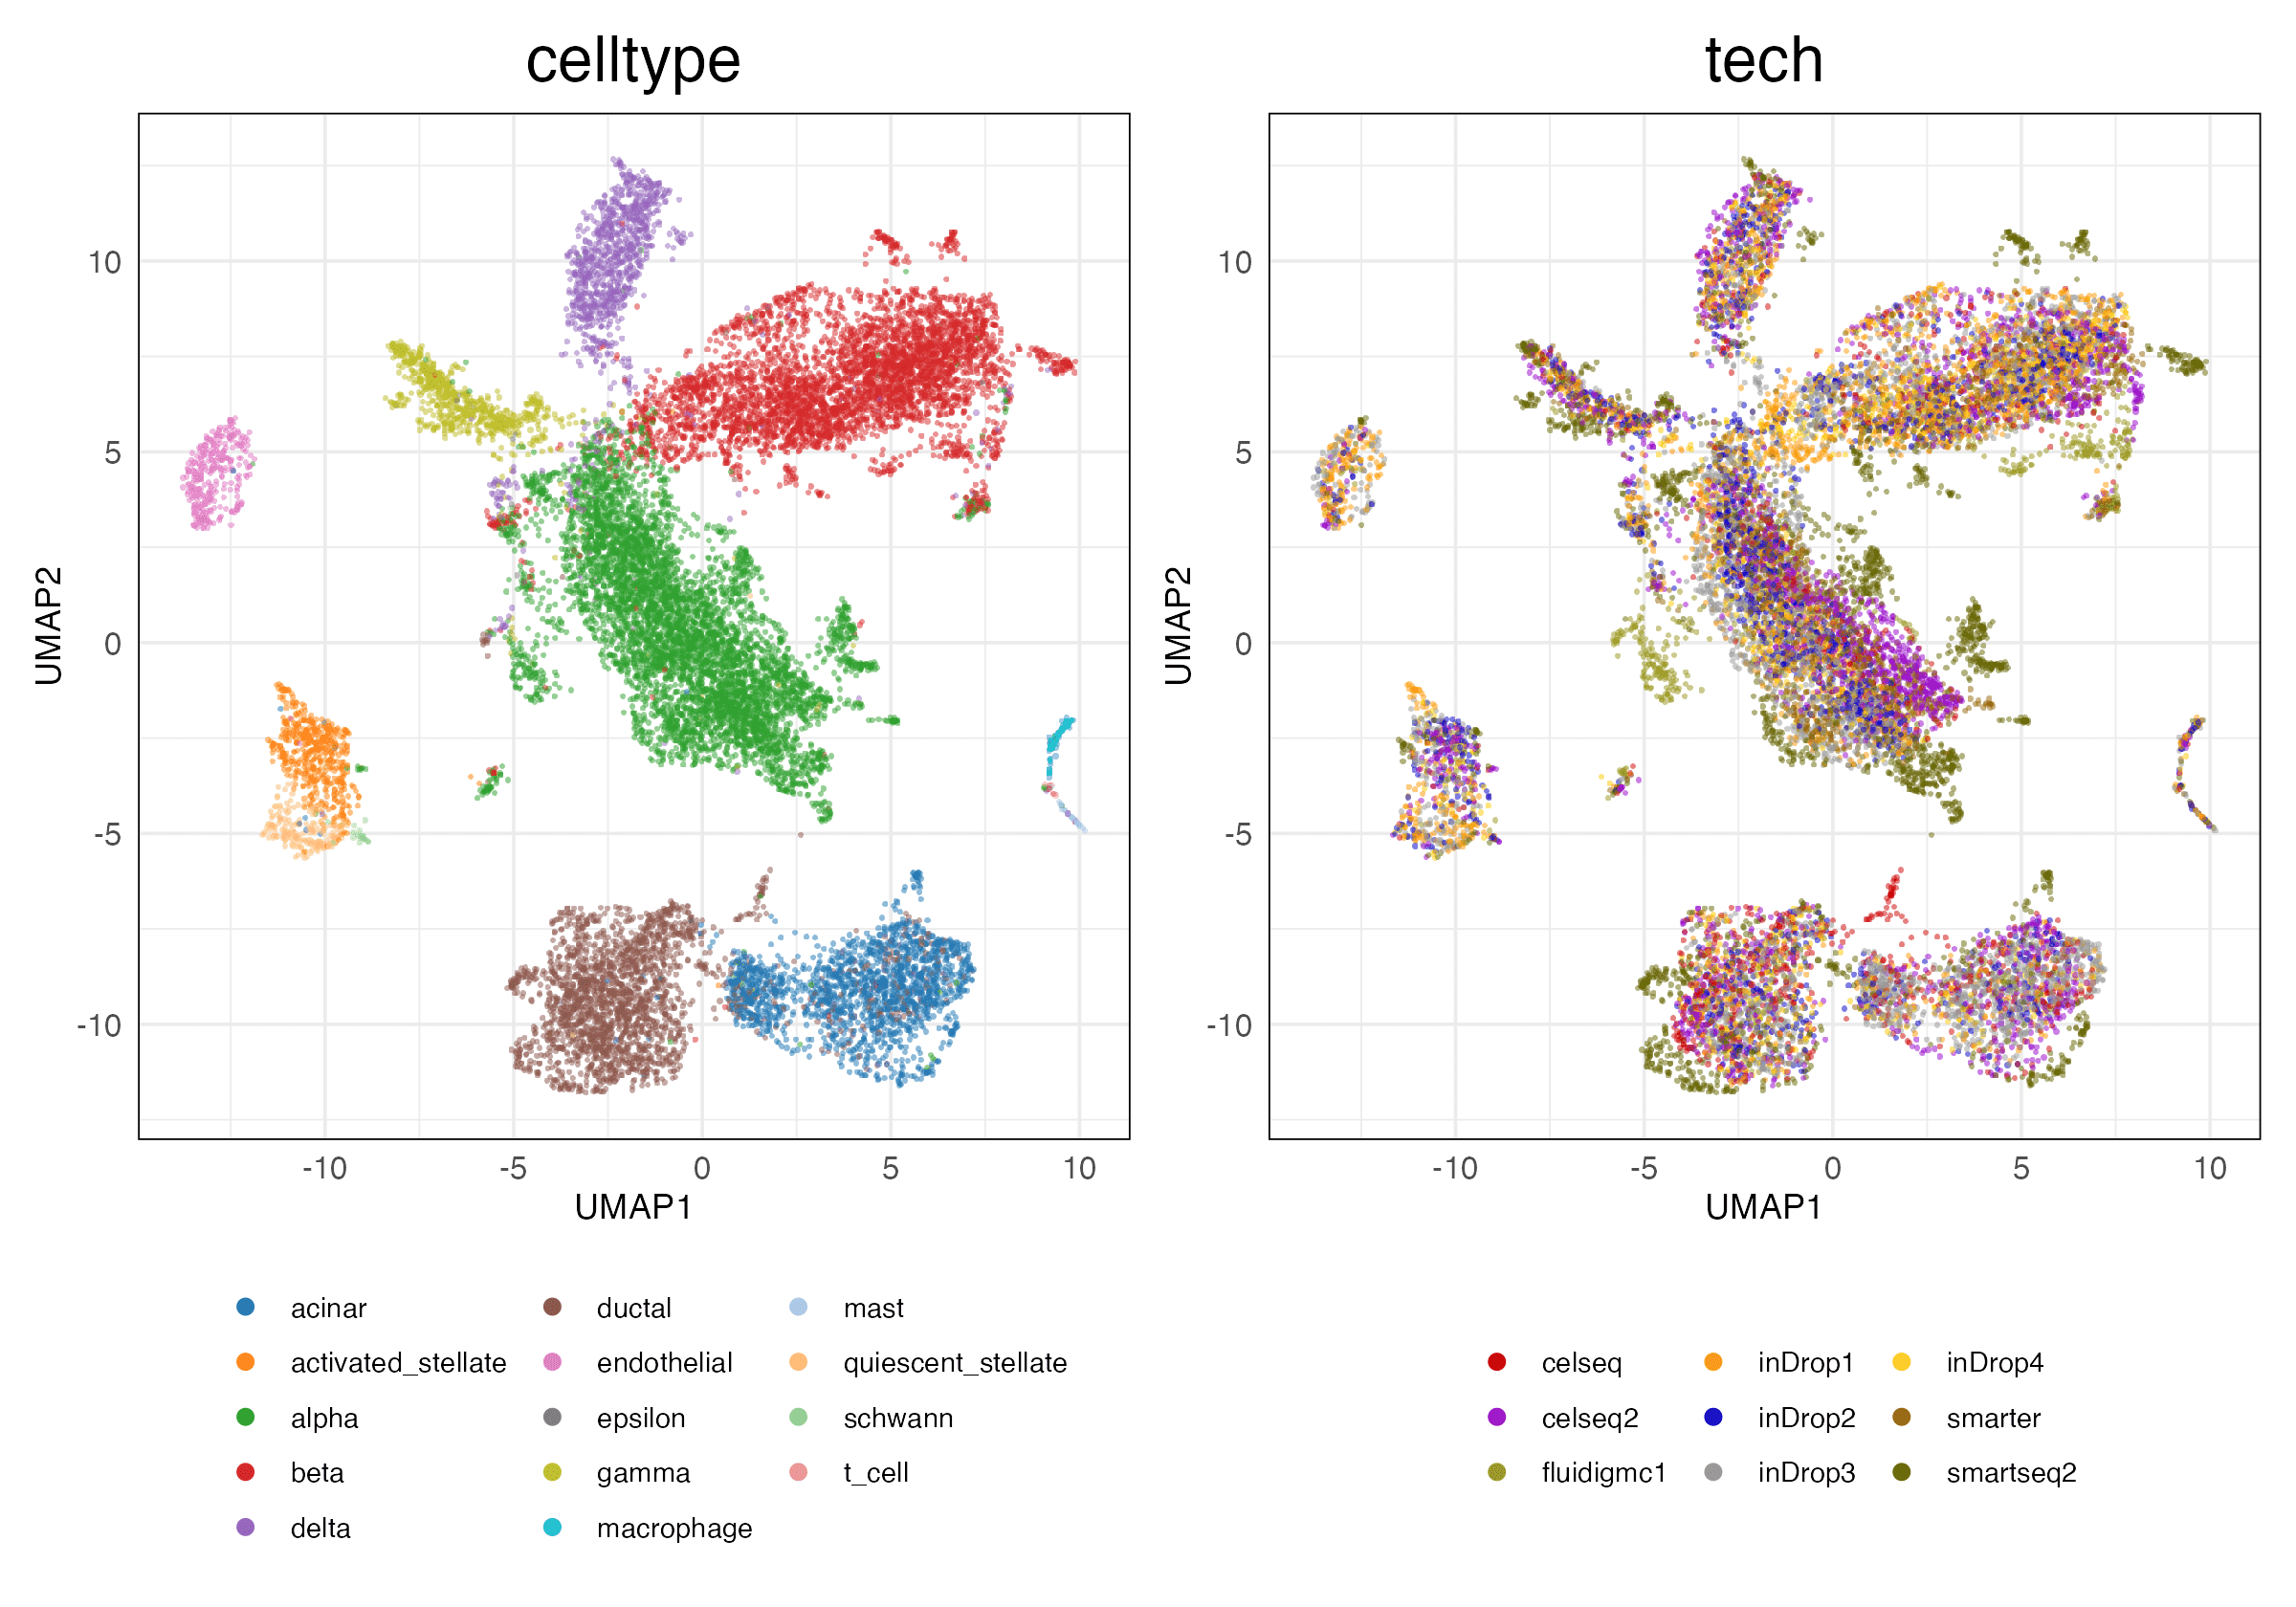 celltype
tech
10
5
0
-5
-10
UMAP2
-10 -5 0 5 10
UMAP1
10
5
0
-5
-10
UMAP2
-10 -5 0 5 10
UMAP1
acinar
activated_stellate
alpha
beta
delta
ductal
endothelial
epsilon
gamma
macrophage
mast
quiescent_stellate
schwann
t_cell
celseq
celseq2
fluidigmc1
inDrop1
inDrop2
inDrop3
inDrop4
smarter
smartseq2